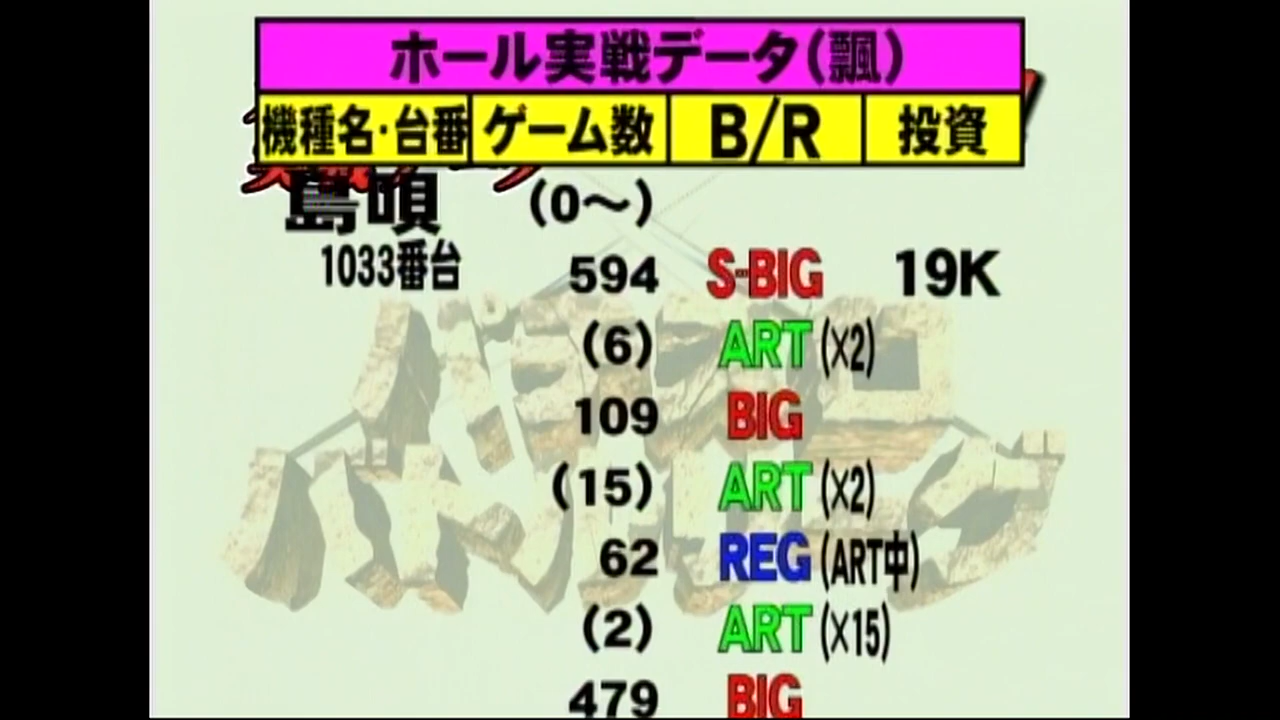 ホール実戦データ(飄)
機種名・台番 ゲーム数 B/R 投資
島唄 (0〜)
1033番台 594 S-BIG 19K
(6) ART(×2)
109 BIG
(15) ART(×2)
62 REG(ART中)
(2) ART(×15)
479 BIG